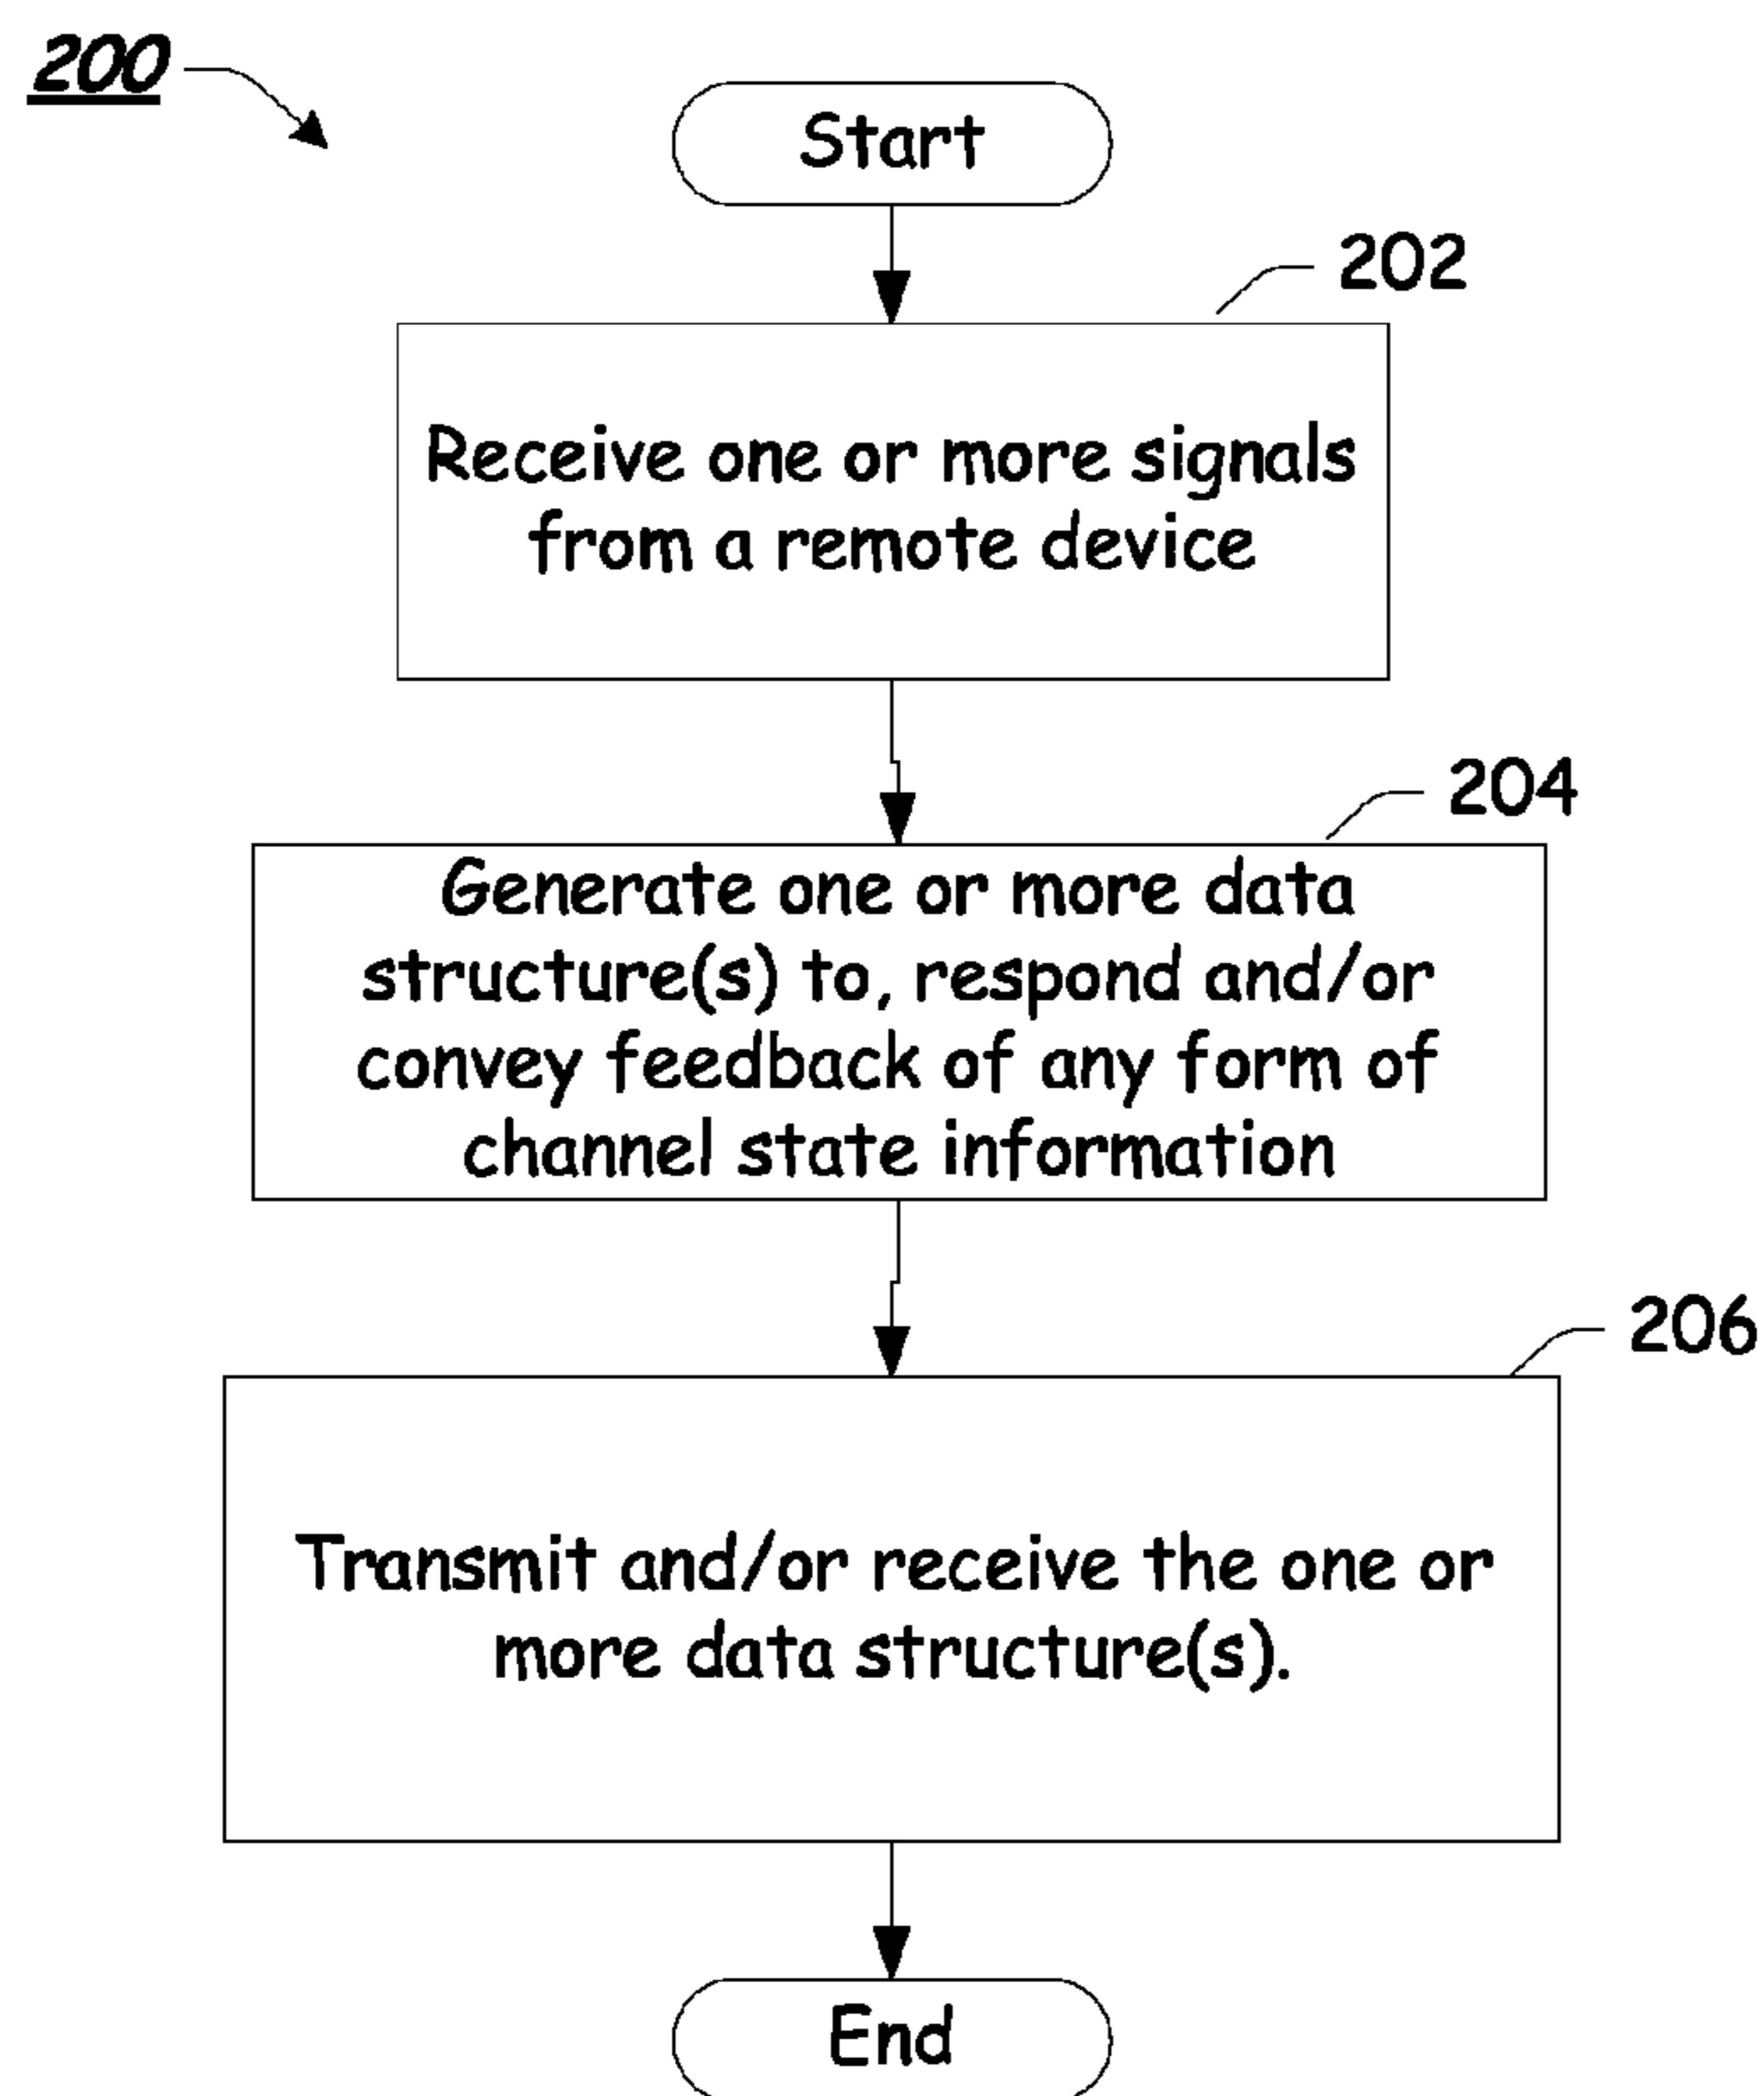 200
Start
202
Receive one or more signals
from a remote device
204
Generate one or more data
structure(s) to, respond and/or
convey feedback of any form of
channel state information
206
Transmit and/or receive the one or
more data structure(s).
End